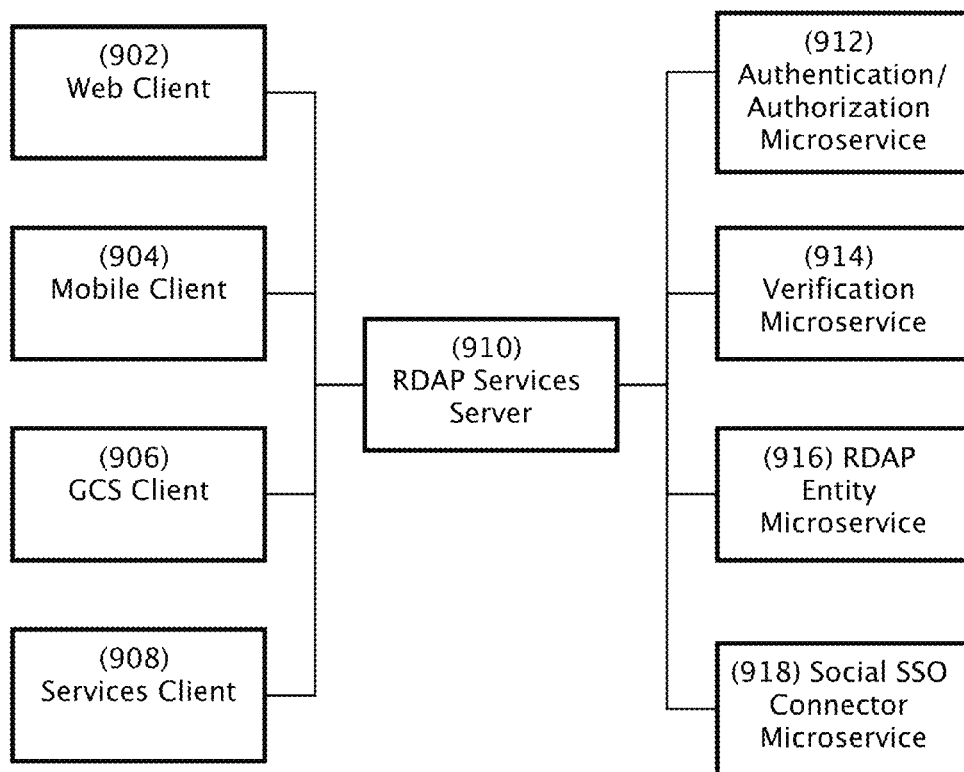 (902)
Web Client
(904)
Mobile Client
(906)
GCS Client
(908)
Services Client
(910)
RDAP Services
Server
(912)
Authentication/
Authorization
Microservice
(914)
Verification
Microservice
(916) RDAP
Entity
Microservice
(918) Social SSO
Connector
Microservice